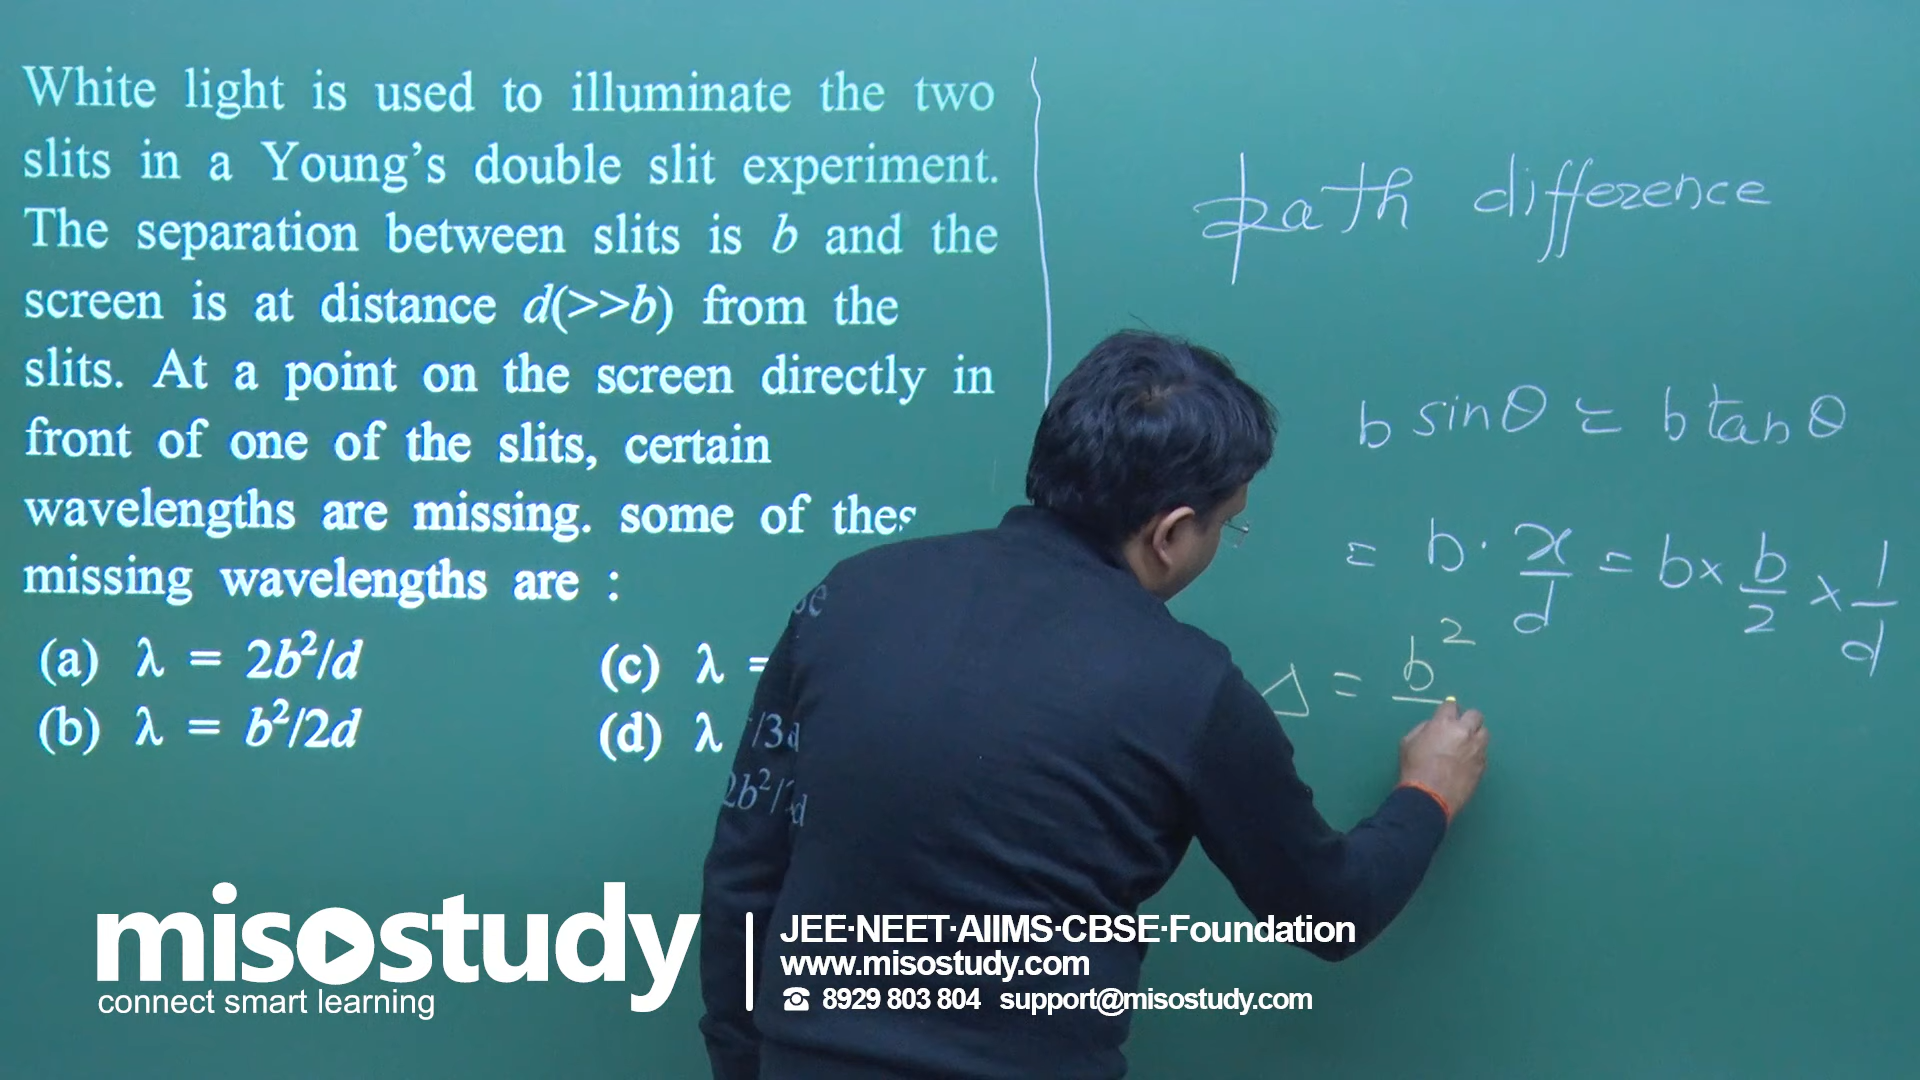 White light is used to illuminate the two
slits in a Young's double slit experiment.
The separation between slits is b and the
screen is at distance d(>>b) from the
slits. At a point on the screen directly in
front of one of the slits, certain
wavelengths are missing. some of thes
missing wavelengths are :
(a) λ = 2b²/d
(b) λ = b²/2d
(c) λ =
(d) λ
/3d
2b²/3d
path difference
b sinθ = b tanθ
= b · x/d = b × b/2 × 1/d
Δ = b²
misostudy
connect smart learning
JEE·NEET·AIIMS·CBSE·Foundation
www.misostudy.com
☎ 8929 803 804 support@misostudy.com